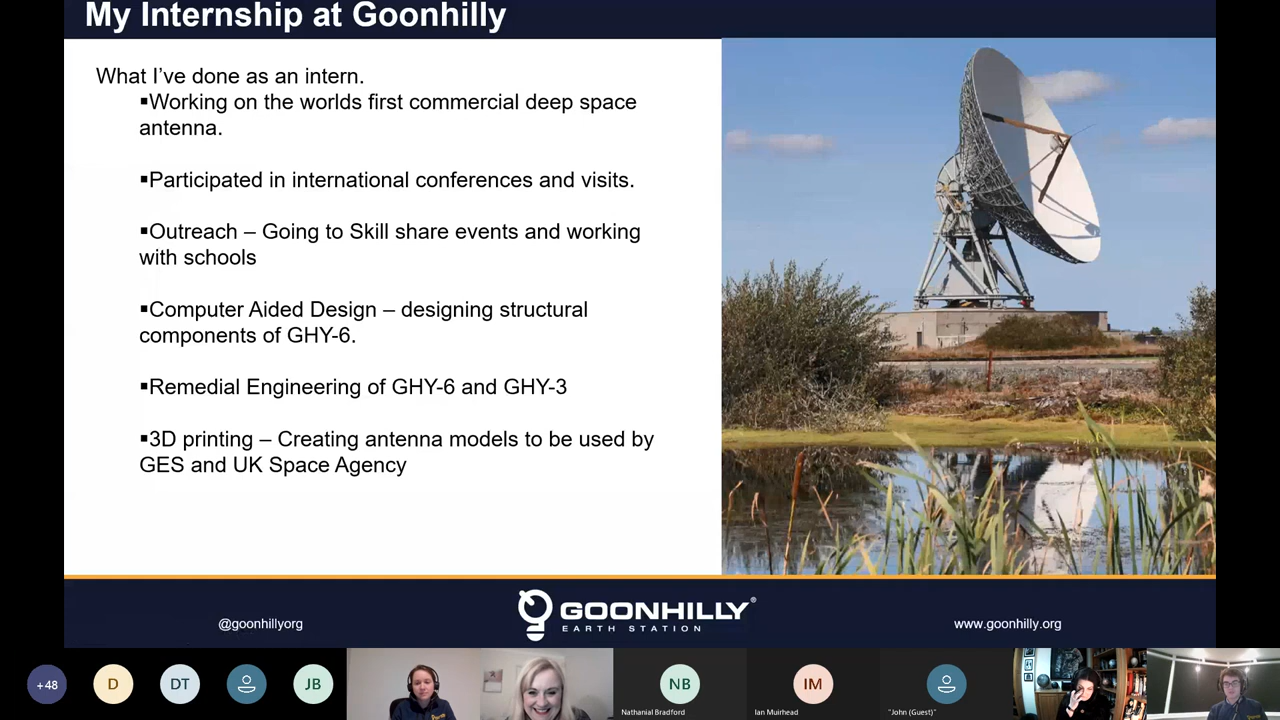 My Internship at Goonhilly
What I’ve done as an intern.
▪Working on the worlds first commercial deep space
antenna.
▪Participated in international conferences and visits.
▪Outreach – Going to Skill share events and working
with schools
▪Computer Aided Design – designing structural
components of GHY-6.
▪Remedial Engineering of GHY-6 and GHY-3
▪3D printing – Creating antenna models to be used by
GES and UK Space Agency
@goonhillyorg
GOONHILLY®
EARTH STATION
www.goonhilly.org
+48
D
DT
JB
NB
IM
Nathanial Bradford
Ian Muirhead
"John (Guest)"